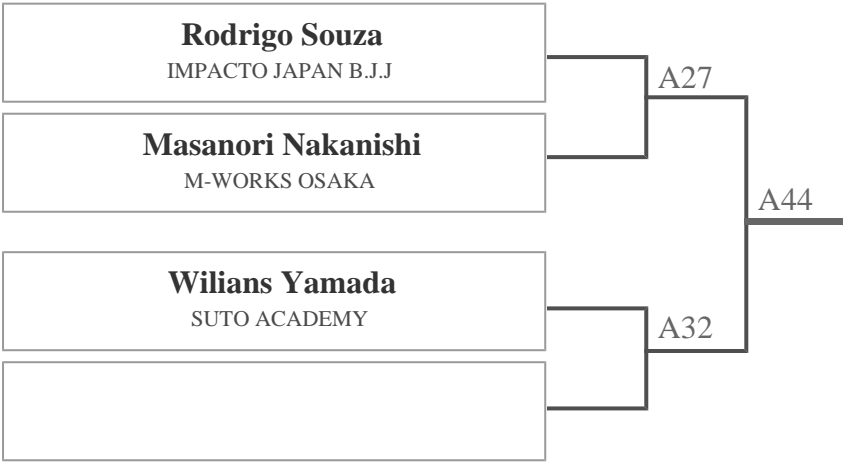 Rodrigo Souza
IMPACTO JAPAN B.J.J
A27
Masanori Nakanishi
M-WORKS OSAKA
A44
Wilians Yamada
SUTO ACADEMY
A32